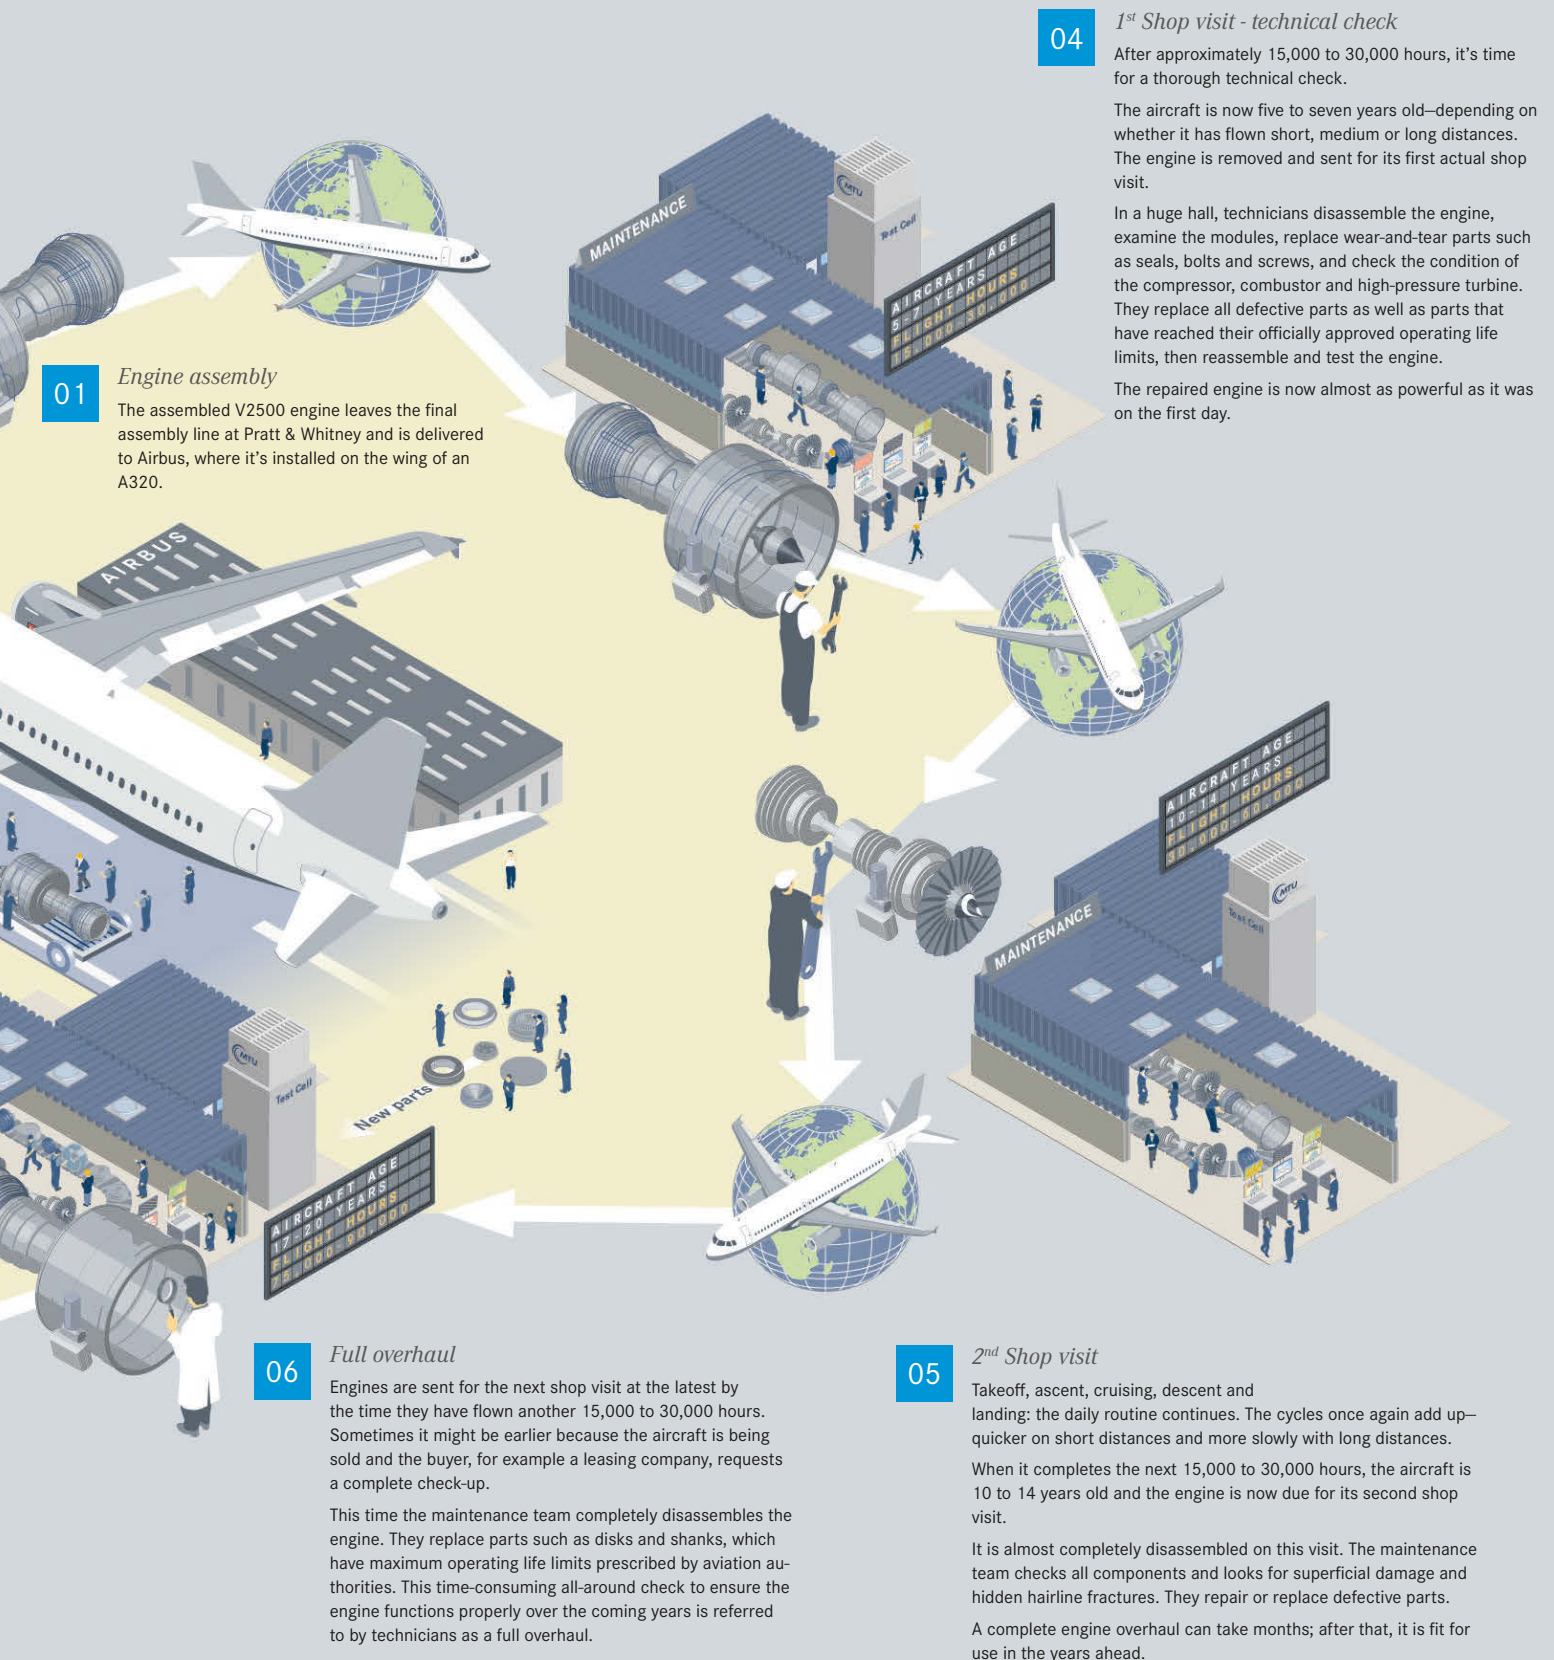 04
1st Shop visit - technical check
After approximately 15,000 to 30,000 hours, it's time
for a thorough technical check.
The aircraft is now five to seven years old—depending on
whether it has flown short, medium or long distances.
The engine is removed and sent for its first actual shop
visit.
In a huge hall, technicians disassemble the engine,
examine the modules, replace wear-and-tear parts such
as seals, bolts and screws, and check the condition of
the compressor, combustor and high-pressure turbine.
They replace all defective parts as well as parts that
have reached their officially approved operating life
limits, then reassemble and test the engine.
The repaired engine is now almost as powerful as it was
on the first day.
MTU
Test Cell
MAINTENANCE
AIRCRAFT AGE
5-7 YEARS
FLIGHT HOURS
15.000-30.000
01
Engine assembly
The assembled V2500 engine leaves the final
assembly line at Pratt & Whitney and is delivered
to Airbus, where it's installed on the wing of an
A320.
AIRBUS
AIRCRAFT AGE
10-14 YEARS
FLIGHT HOURS
30.000-60.000
MTU
Test Cell
MAINTENANCE
MTU
Test Cell
New parts
AIRCRAFT AGE
17-20 YEARS
FLIGHT HOURS
75.000-90.000
06
Full overhaul
Engines are sent for the next shop visit at the latest by
the time they have flown another 15,000 to 30,000 hours.
Sometimes it might be earlier because the aircraft is being
sold and the buyer, for example a leasing company, requests
a complete check-up.
This time the maintenance team completely disassembles the
engine. They replace parts such as disks and shanks, which
have maximum operating life limits prescribed by aviation au-
thorities. This time-consuming all-around check to ensure the
engine functions properly over the coming years is referred
to by technicians as a full overhaul.
05
2nd Shop visit
Takeoff, ascent, cruising, descent and
landing: the daily routine continues. The cycles once again add up—
quicker on short distances and more slowly with long distances.
When it completes the next 15,000 to 30,000 hours, the aircraft is
10 to 14 years old and the engine is now due for its second shop
visit.
It is almost completely disassembled on this visit. The maintenance
team checks all components and looks for superficial damage and
hidden hairline fractures. They repair or replace defective parts.
A complete engine overhaul can take months; after that, it is fit for
use in the years ahead.